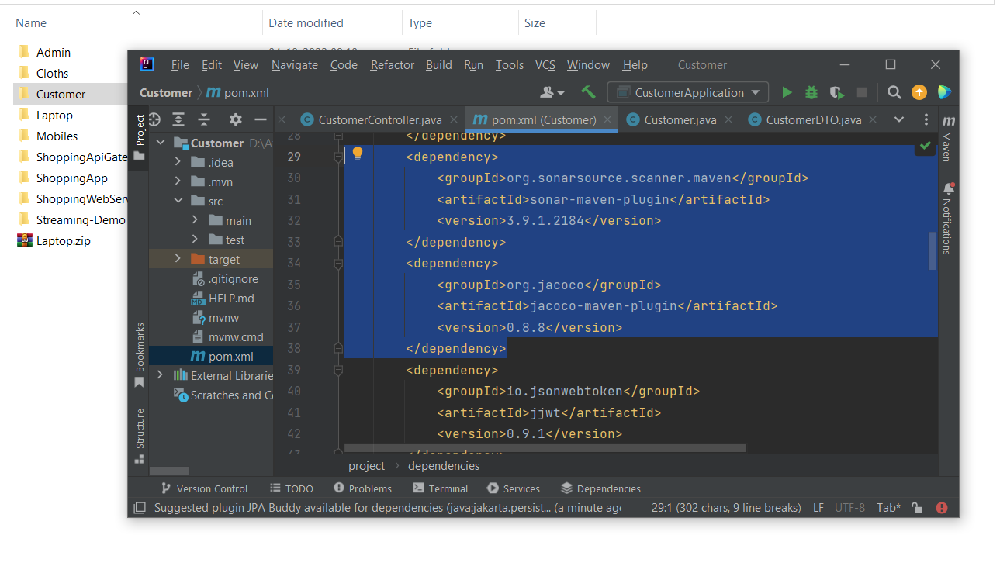 Name Date modified Type Size
Admin
Cloths
Customer
Laptop
Mobiles
ShoppingApiGate
ShoppingApp
ShoppingWebSer
Streaming-Demo
Laptop.zip
File Edit View Navigate Code Refactor Build Run Tools VCS Window Help Customer
Customer pom.xml CustomerApplication
CustomerController.java pom.xml (Customer) Customer.java CustomerDTO.java
Project
Bookmarks
Structure
Customer D:\A
.idea
.mvn
src
main
test
target
.gitignore
HELP.md
mvnw
mvnw.cmd
pom.xml
External Librarie
Scratches and Co
28 </dependency>
29 <dependency>
30 <groupId>org.sonarsource.scanner.maven</groupId>
31 <artifactId>sonar-maven-plugin</artifactId>
32 <version>3.9.1.2184</version>
33 </dependency>
34 <dependency>
35 <groupId>org.jacoco</groupId>
36 <artifactId>jacoco-maven-plugin</artifactId>
37 <version>0.8.8</version>
38 </dependency>
39 <dependency>
40 <groupId>io.jsonwebtoken</groupId>
41 <artifactId>jjwt</artifactId>
42 <version>0.9.1</version>
Maven
Notifications
project › dependencies
Version Control TODO Problems Terminal Services Dependencies
Suggested plugin JPA Buddy available for dependencies (java:jakarta.persist... (a minute ago 29:1 (302 chars, 9 line breaks) LF UTF-8 Tab*